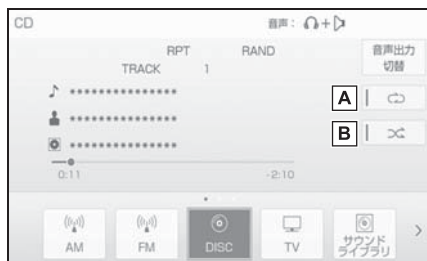 CD
音声: +
RPT RAND
音声出力
切替
TRACK 1
A
B
0:11 -2:10
AM
FM
DISC
TV
サウンド
ライブラリ